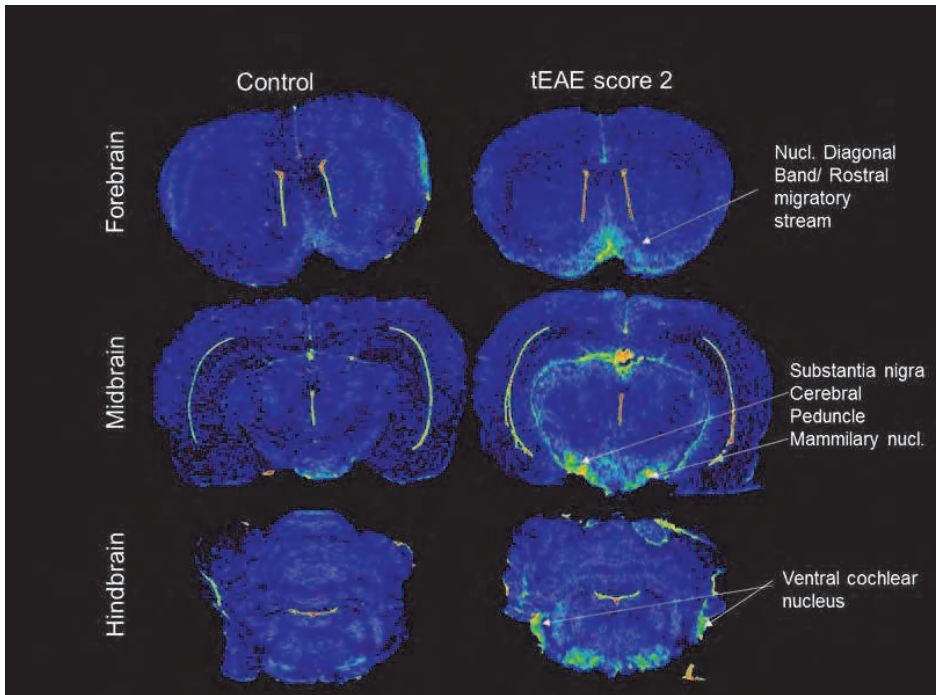 Control
tEAE score 2
Forebrain
Nucl. Diagonal
Band/ Rostral
migratory
stream
Midbrain
Substantia nigra
Cerebral
Peduncle
Mammilary nucl.
Hindbrain
Ventral cochlear
nucleus